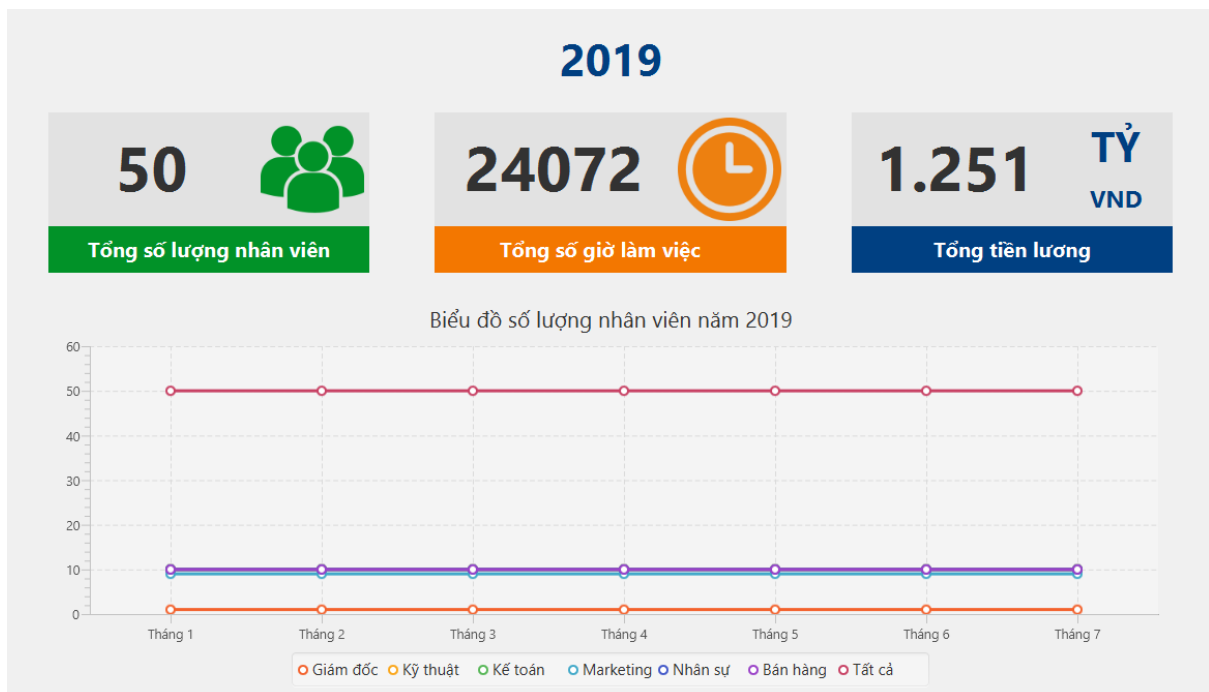 2019
50
24072
1.251
TỶ
VND
Tổng số lượng nhân viên
Tổng số giờ làm việc
Tổng tiền lương
Biểu đồ số lượng nhân viên năm 2019
60
50
40
30
20
10
0
Tháng 1 Tháng 2 Tháng 3 Tháng 4 Tháng 5 Tháng 6 Tháng 7
Giám đốc Kỹ thuật Kế toán Marketing Nhân sự Bán hàng Tất cả